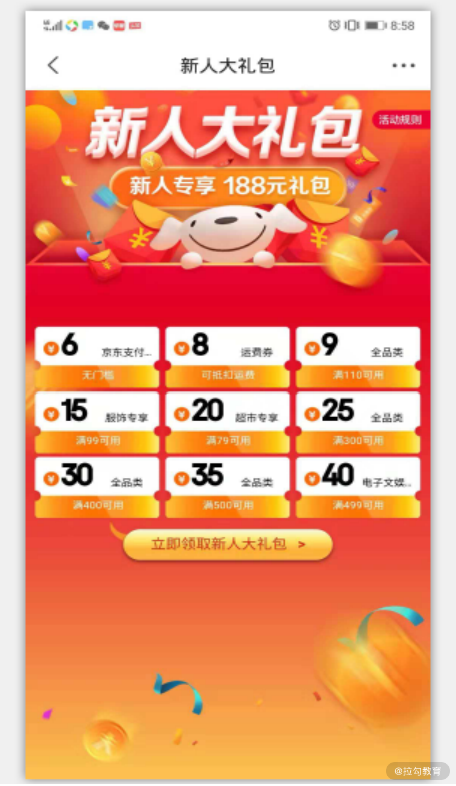 8:58
新人大礼包
活动规则
新人大礼包
新人专享 188元礼包
6 京东支付...
无门槛
8 运费券
可抵扣运费
9 全品类
满110可用
15 服饰专享
满99可用
20 超市专享
满79可用
25 全品类
满300可用
30 全品类
满400可用
35 全品类
满500可用
40 电子文娱...
满499可用
立即领取新人大礼包 >
@拉勾教育